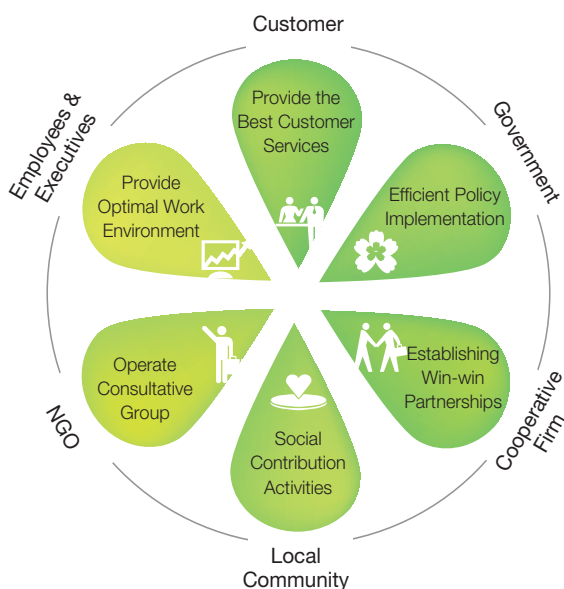 Customer
Provide the
Best Customer
Services
Government
Efficient Policy
Implementation
Cooperative
Firm
Establishing
Win-win
Partnerships
Local
Community
Social
Contribution
Activities
NGO
Operate
Consultative
Group
Employees &
Executives
Provide
Optimal Work
Environment